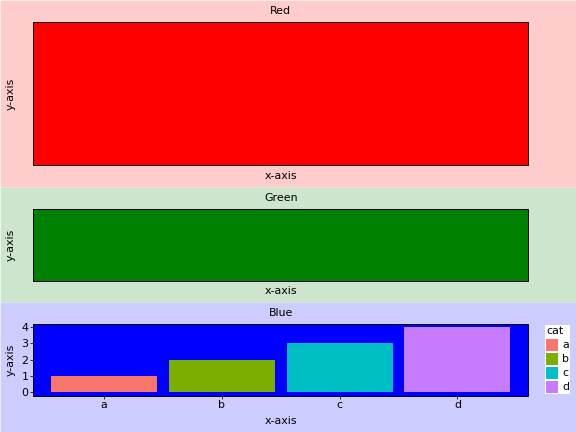 Red
y-axis
x-axis
Green
y-axis
x-axis
Blue
y-axis
4
3
2
1
0
a b c d
x-axis
cat
a
b
c
d